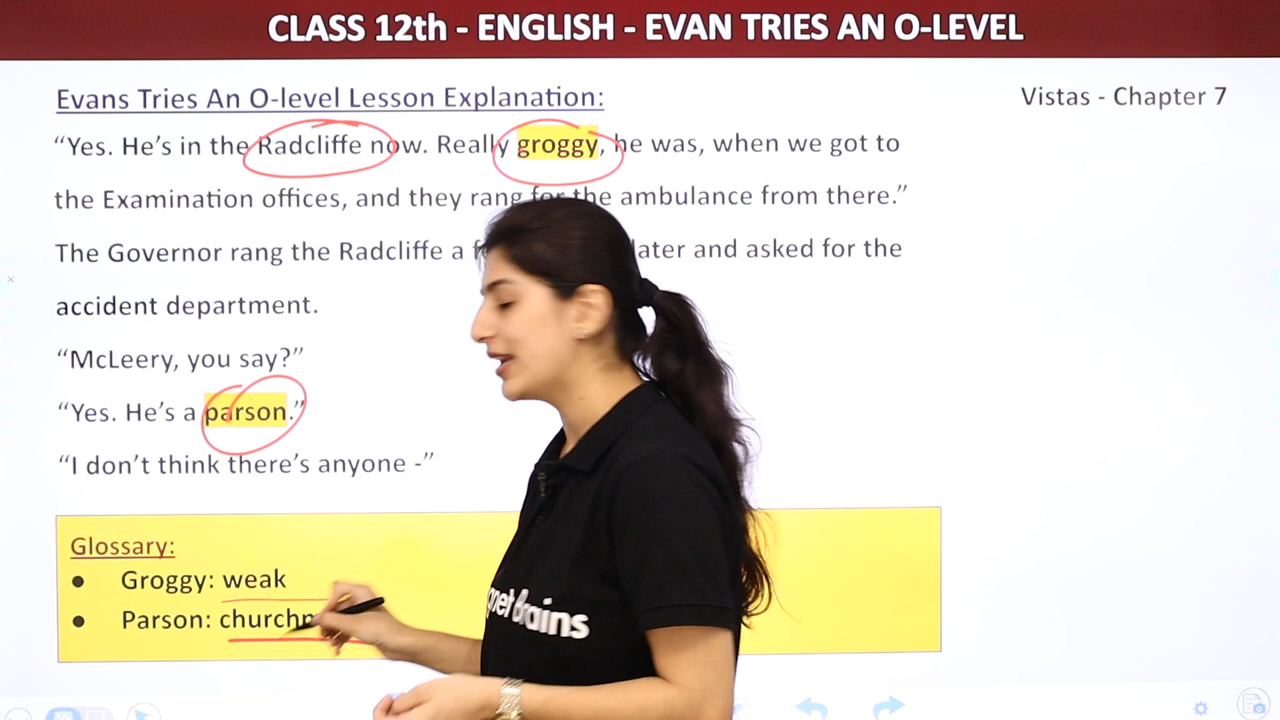 CLASS 12th - ENGLISH - EVAN TRIES AN O-LEVEL
Evans Tries An O-level Lesson Explanation:
Vistas - Chapter 7
“Yes. He’s in the Radcliffe now. Really groggy, he was, when we got to
the Examination offices, and they rang for the ambulance from there.”
The Governor rang the Radcliffe a later and asked for the
accident department.
“McLeery, you say?”
“Yes. He’s a parson.”
“I don’t think there’s anyone -”
Glossary:
● Groggy: weak
● Parson: